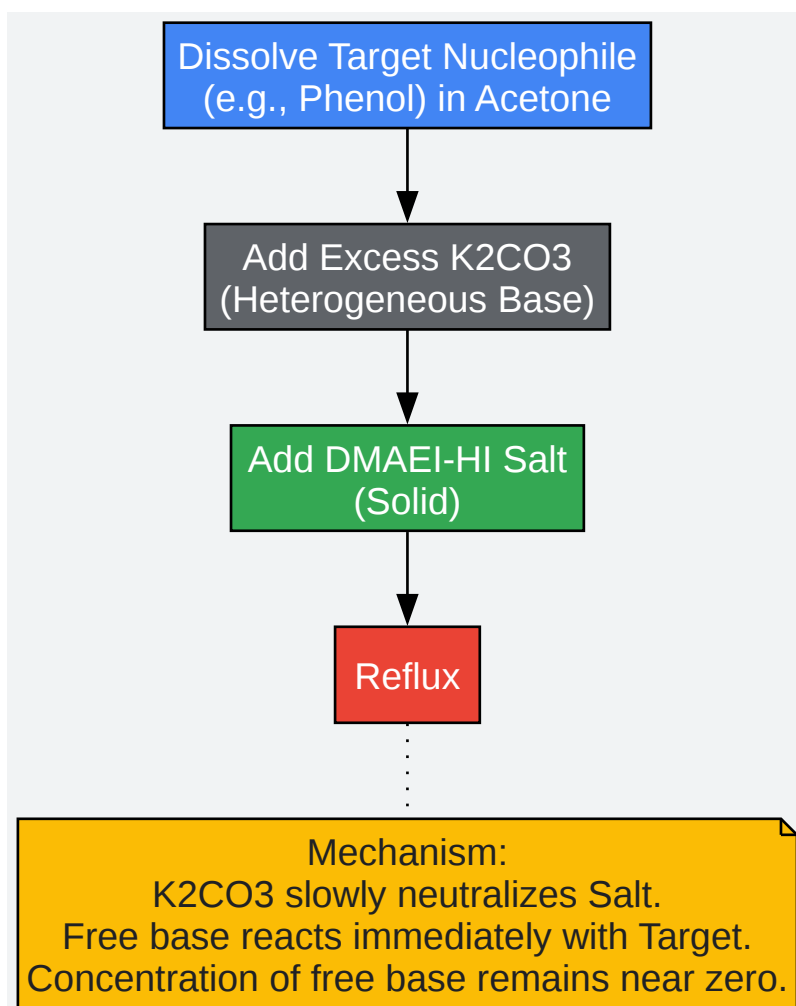 Dissolve Target Nucleophile
(e.g., Phenol) in Acetone
Add Excess K2CO3
(Heterogeneous Base)
Add DMAEI-HI Salt
(Solid)
Reflux
Mechanism:
K2CO3 slowly neutralizes Salt.
Free base reacts immediately with Target.
Concentration of free base remains near zero.